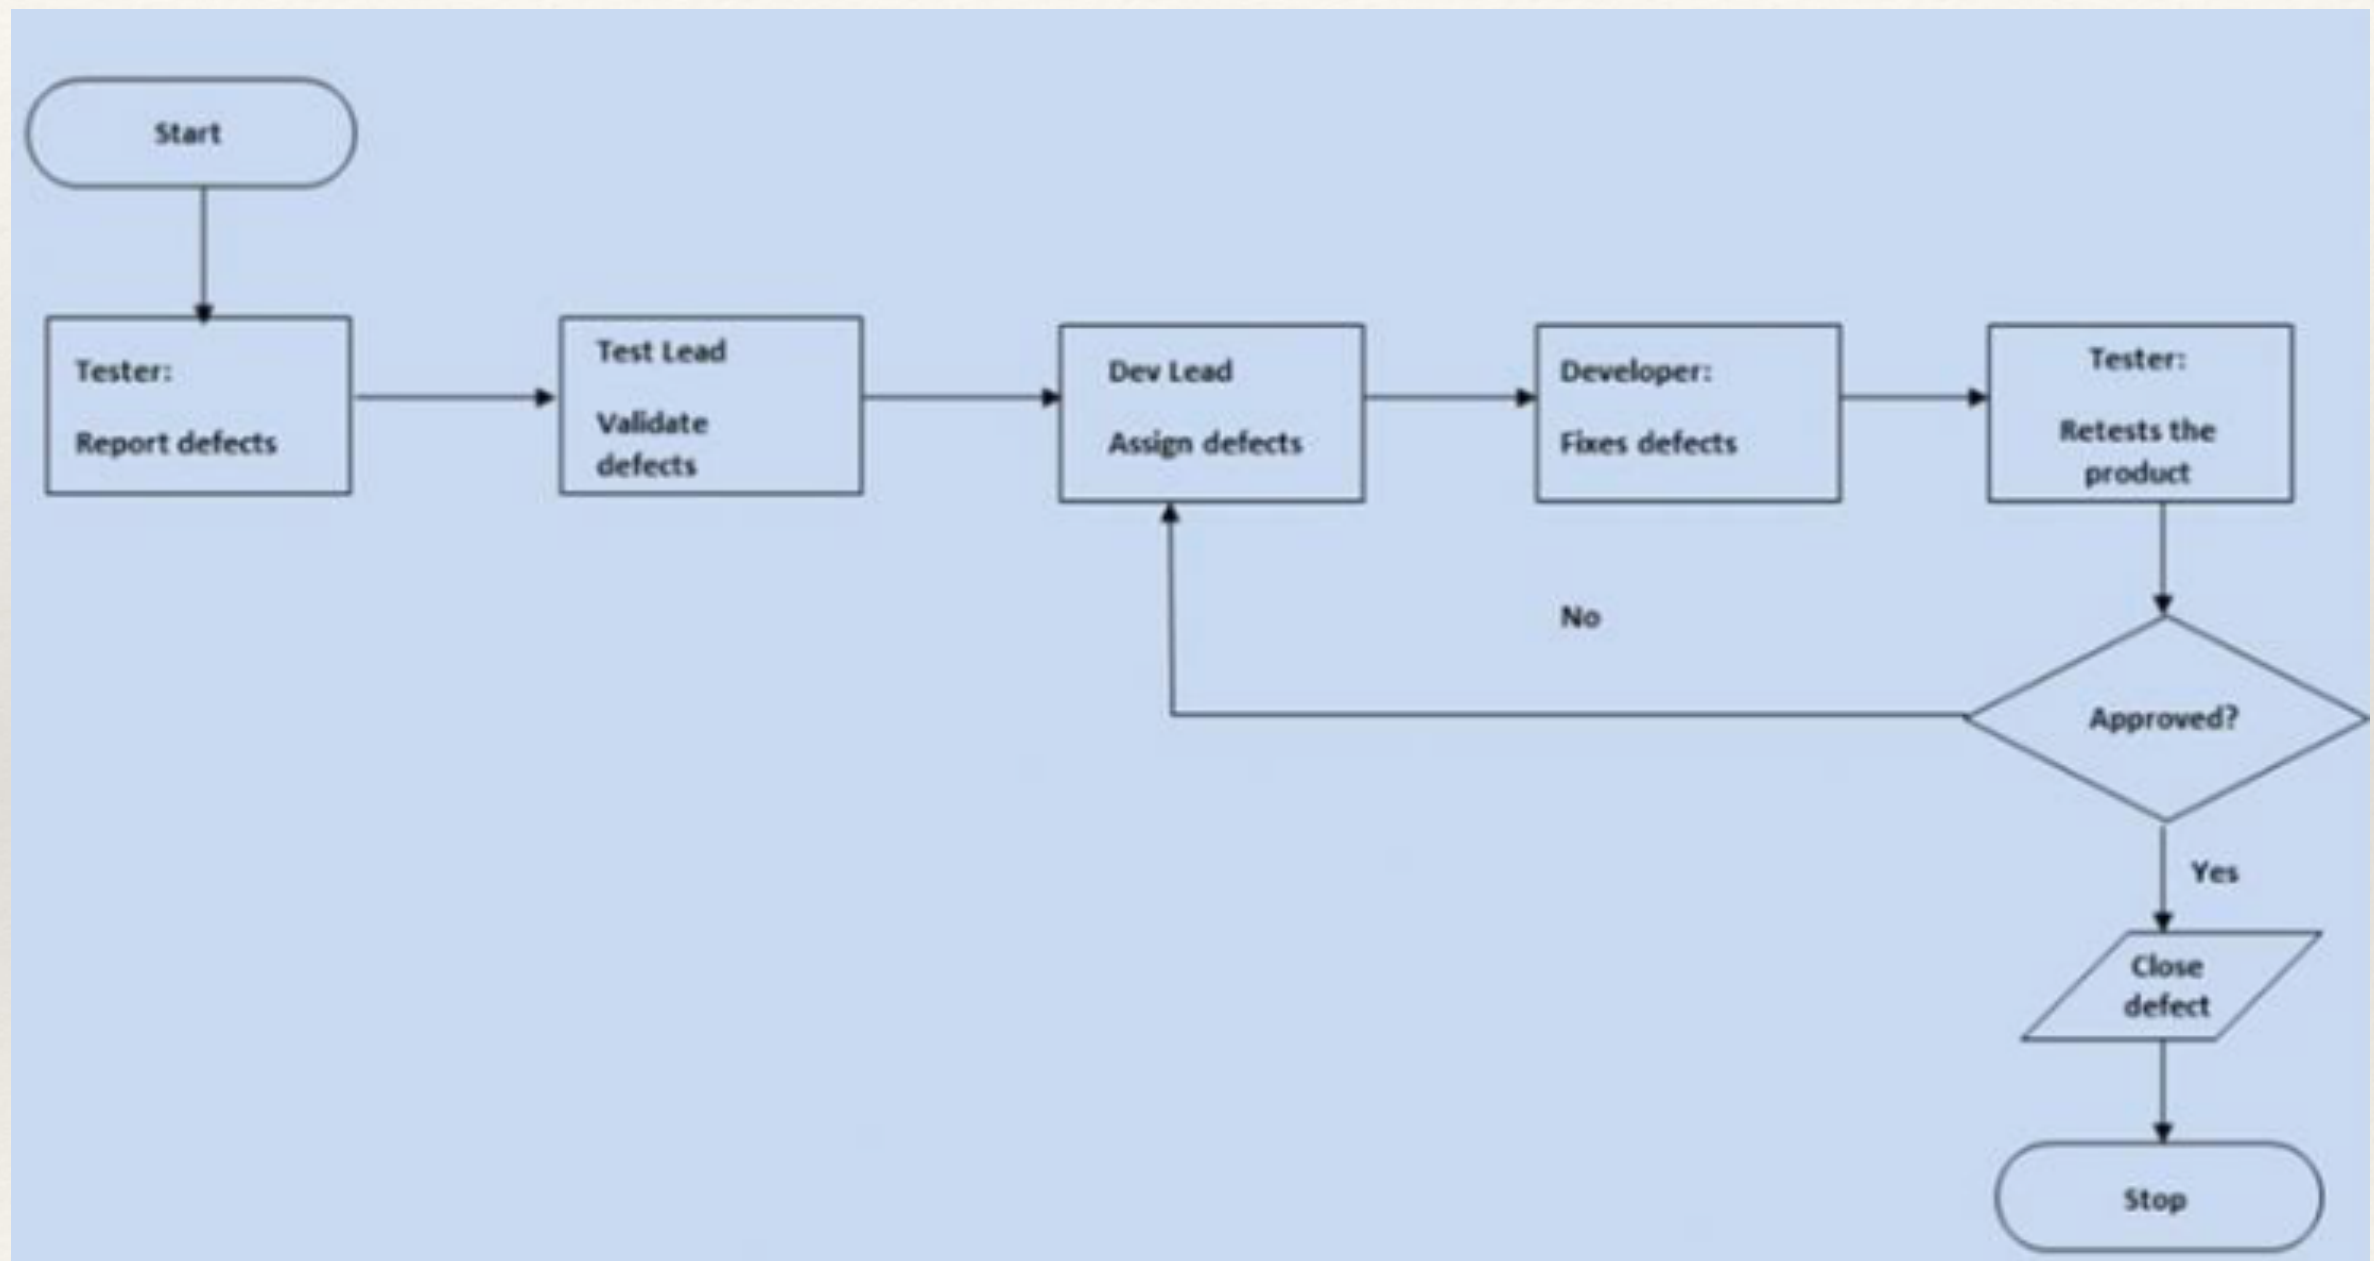 Start
Tester:
Report defects
Test Lead
Validate
defects
Dev Lead
Assign defects
Developer:
Fixes defects
Tester:
Retests the
product
No
Approved?
Yes
Close
defect
Stop